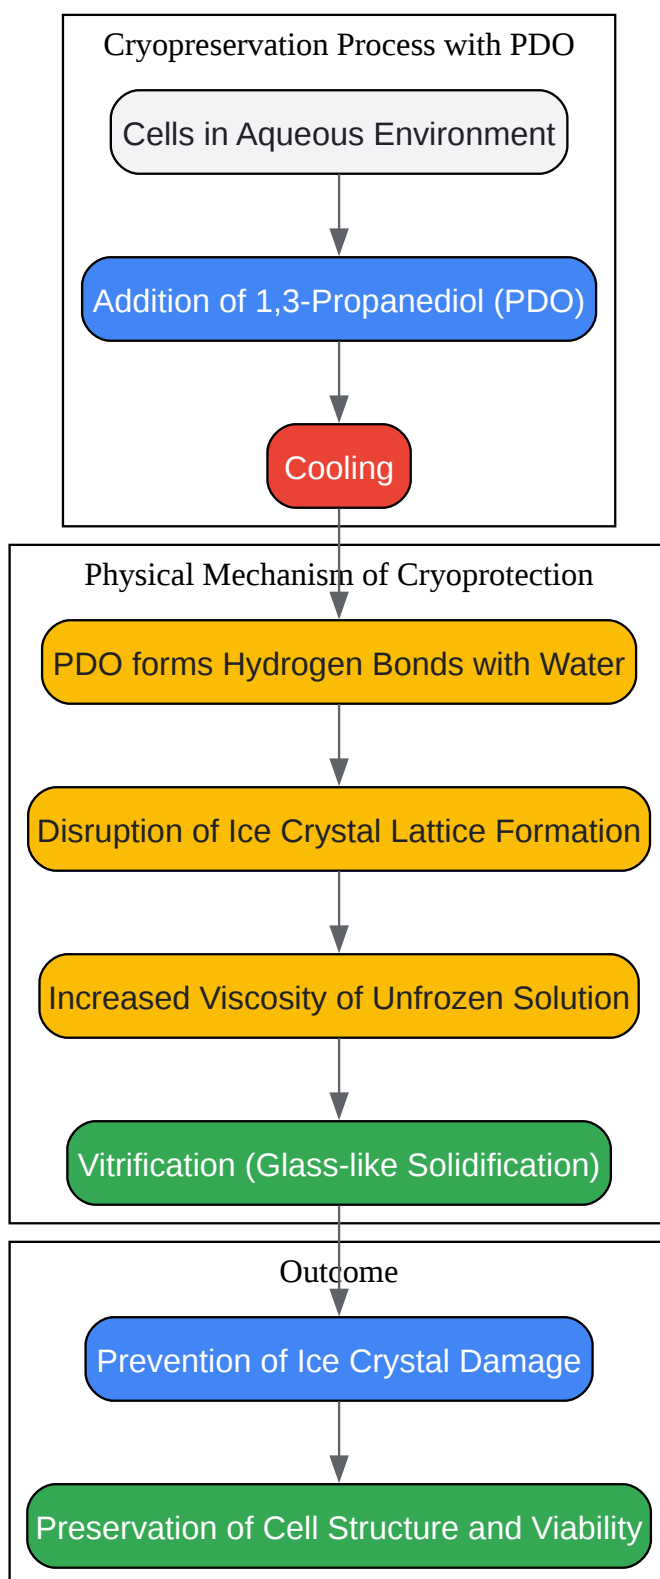 Cryopreservation Process with PDO
Cells in Aqueous Environment
Addition of 1,3-Propanediol (PDO)
Cooling
Physical Mechanism of Cryoprotection
PDO forms Hydrogen Bonds with Water
Disruption of Ice Crystal Lattice Formation
Increased Viscosity of Unfrozen Solution
Vitrification (Glass-like Solidification)
Outcome
Prevention of Ice Crystal Damage
Preservation of Cell Structure and Viability